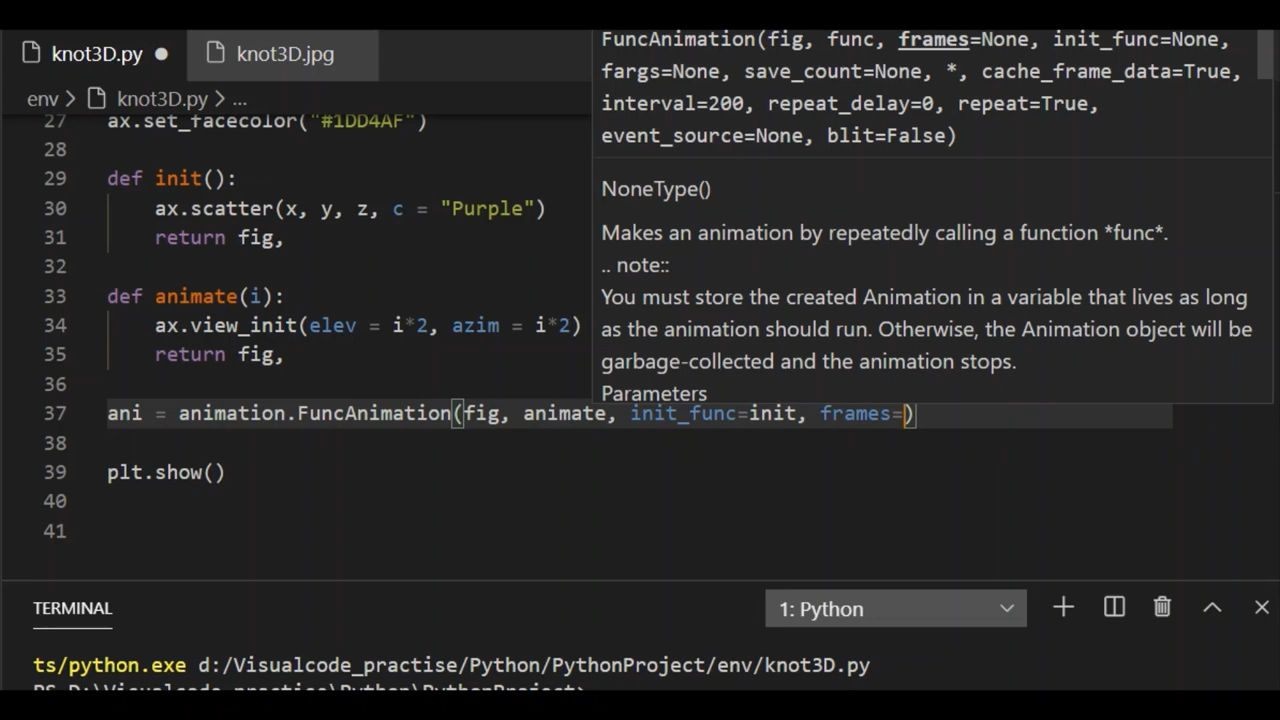 knot3D.py
knot3D.jpg
env > knot3D.py > ...
27 ax.set_facecolor("#1DD4AF")
28
29 def init():
30 ax.scatter(x, y, z, c = "Purple")
31 return fig,
32
33 def animate(i):
34 ax.view_init(elev = i*2, azim = i*2)
35 return fig,
36
37 ani = animation.FuncAnimation(fig, animate, init_func=init, frames=)
38
39 plt.show()
40
41
FuncAnimation(fig, func, frames=None, init_func=None,
fargs=None, save_count=None, *, cache_frame_data=True,
interval=200, repeat_delay=0, repeat=True,
event_source=None, blit=False)
NoneType()
Makes an animation by repeatedly calling a function *func*.
.. note::
You must store the created Animation in a variable that lives as long
as the animation should run. Otherwise, the Animation object will be
garbage-collected and the animation stops.
Parameters
TERMINAL
1: Python
ts/python.exe d:/Visualcode_practise/Python/PythonProject/env/knot3D.py
PS D:\Visualcode_practise\Python\PythonProject>